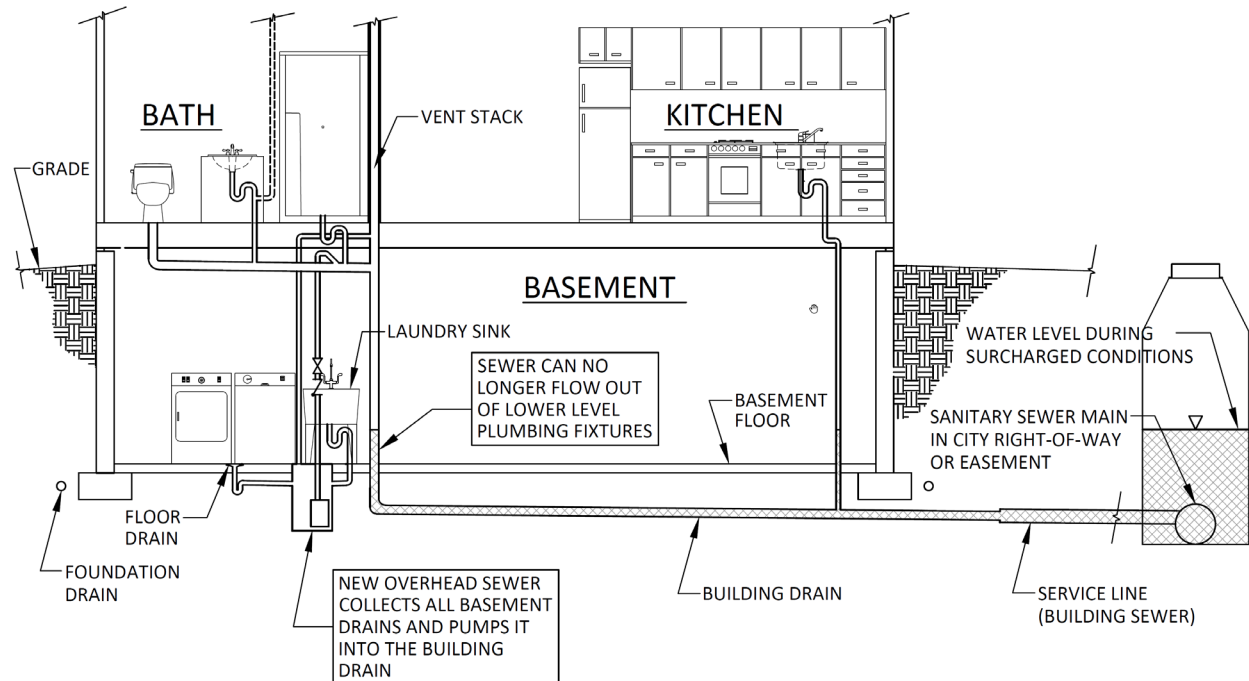 BATH
VENT STACK
KITCHEN
GRADE
BASEMENT
LAUNDRY SINK
SEWER CAN NO
LONGER FLOW OUT
OF LOWER LEVEL
PLUMBING FIXTURES
WATER LEVEL DURING
SURCHARGED CONDITIONS
BASEMENT
FLOOR
SANITARY SEWER MAIN
IN CITY RIGHT-OF-WAY
OR EASEMENT
FLOOR
DRAIN
FOUNDATION
DRAIN
NEW OVERHEAD SEWER
COLLECTS ALL BASEMENT
DRAINS AND PUMPS IT
INTO THE BUILDING
DRAIN
BUILDING DRAIN
SERVICE LINE
(BUILDING SEWER)